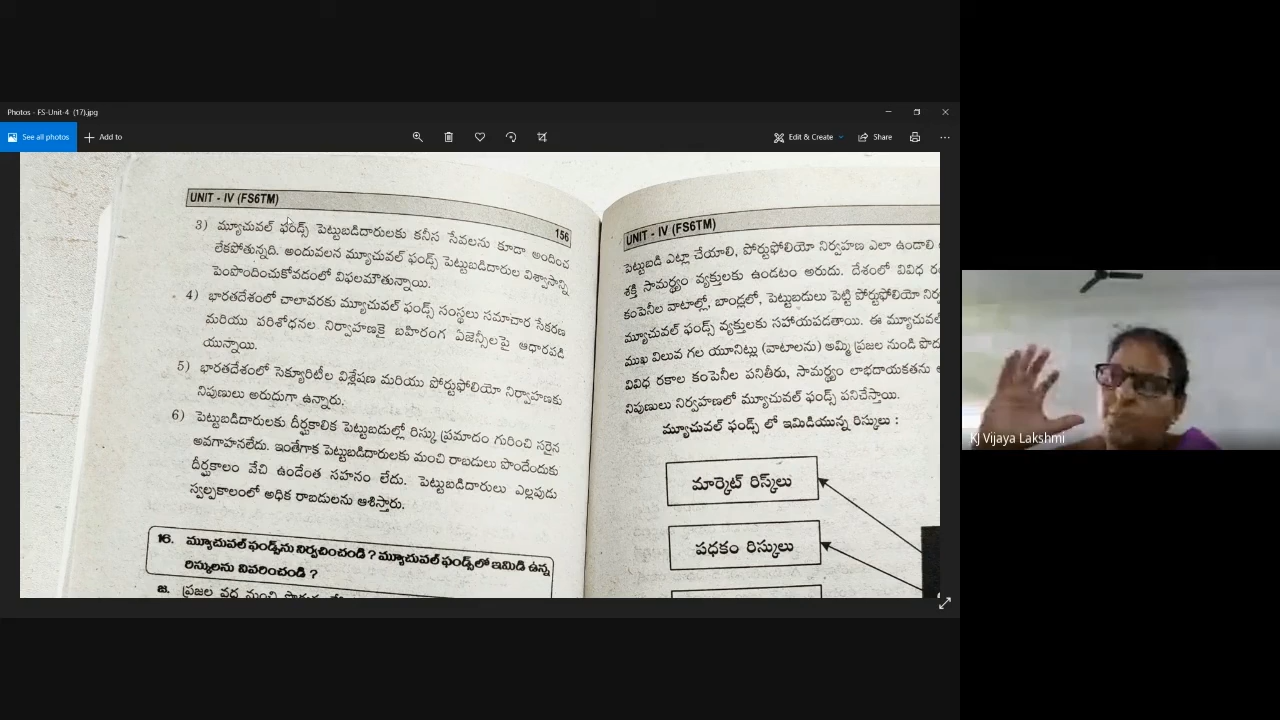 Photos - FS-Unit-4 (17).jpg
See all photos
Add to
Edit & Create
Share
UNIT - IV (FS6TM)
156
3) మ్యూచువల్ ఫండ్స్ పెట్టుబడిదారులకు కనీస సేవలను కూడా అందించ
లేకపోతున్నది. అందువలన మ్యూచువల్ ఫండ్స్ పెట్టుబడిదారుల విశ్వాసాన్ని
పెంపొందించుకోవడంలో విఫలమౌతున్నాయి.
4) భారతదేశంలో చాలావరకు మ్యూచువల్ ఫండ్స్ సంస్థలు సమాచార సేకరణ
మరియు పరిశోధనల నిర్వాహణకై బహిరంగ ఏజెన్సీలపై ఆధారపడి
యున్నాయి.
5) భారతదేశంలో సెక్యూరిటీల విశ్లేషణ మరియు పోర్టుఫోలియో నిర్వాహణకు
నిపుణులు అరుదుగా ఉన్నారు.
6) పెట్టుబడిదారులకు దీర్ఘకాలిక పెట్టుబడుల్లో రిస్కు ప్రమాదం గురించి సరైన
అవగాహనలేదు. ఇంతేగాక పెట్టుబడిదారులకు మంచి రాబడులు పొందేందుకు
దీర్ఘకాలం వేచి ఉండేంత సహనం లేదు. పెట్టుబడిదారులు ఎల్లపుడు
స్వల్పకాలంలో అధిక రాబడులను ఆశిస్తారు.
16. మ్యూచువల్ ఫండ్స్‌ను నిర్వచించండి ? మ్యూచువల్ ఫండ్స్‌లో ఇమిడి ఉన్న
రిస్కులను వివరించండి ?
జ. ప్రజల వద్ద నుంచి
UNIT - IV (FS6TM)
పెట్టుబడి ఎట్లా చేయాలి, పోర్టుఫోలియో నిర్వహణ ఎలా ఉండాలి
శక్తి సామర్థ్యం వ్యక్తులకు ఉండటం అరుదు. దేశంలో వివిధ
కంపెనీల వాటాల్లో, బాండ్లలో, పెట్టుబడులు పెట్టి పోర్టుఫోలియో
మ్యూచువల్ ఫండ్స్ వ్యక్తులకు సహాయపడతాయి. ఈ
ముఖ విలువ గల యూనిట్లు (వాటాలను) అమ్మి ప్రజల నుండి
వివిధ రకాల కంపెనీల పనితీరు, సామర్థ్యం లాభదాయకతను
నిపుణులు నిర్వహణలో మ్యూచువల్ ఫండ్స్ పనిచేస్తాయి.
మ్యూచువల్ ఫండ్స్ లో ఇమిడియున్న రిస్కులు :
మార్కెట్ రిస్క్‌లు
పధకం రిస్కులు
KJ Vijaya Lakshmi